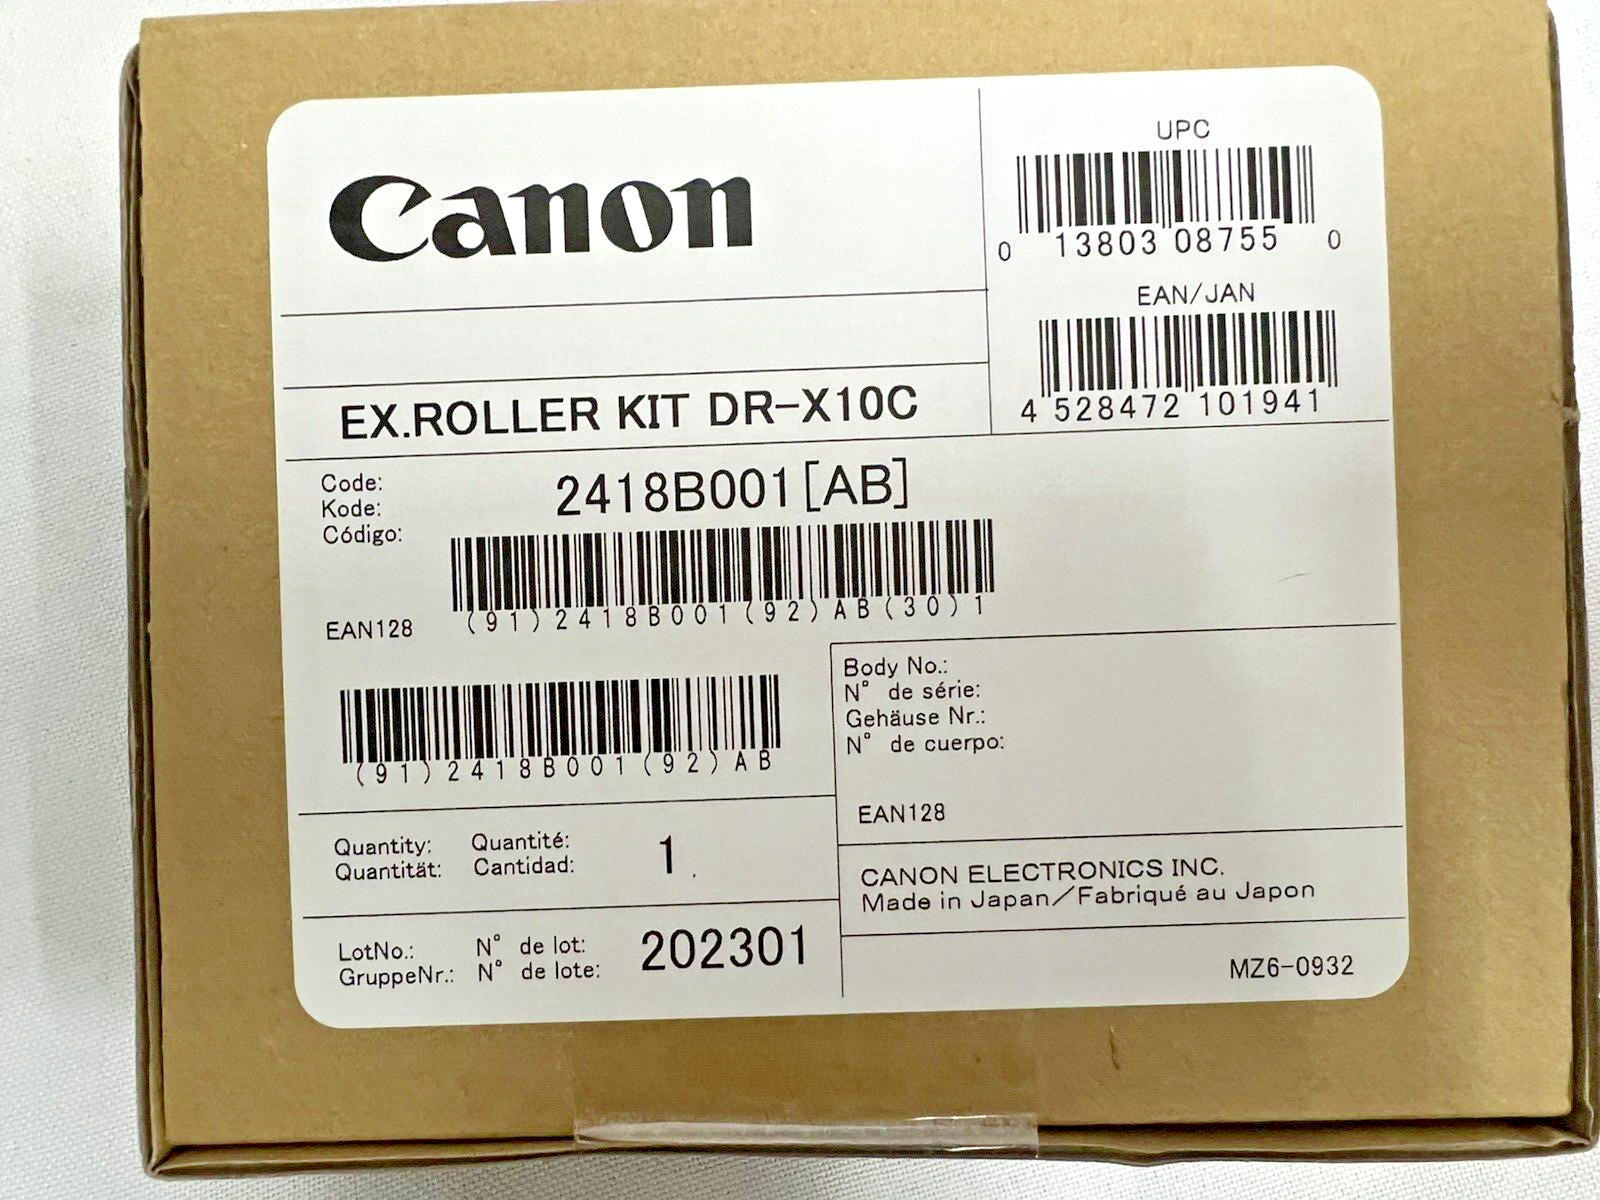 Canon
UPC
0 13803 08755 0
EAN/JAN
4 528472 101941
EX.ROLLER KIT DR-X10C
Code:
Kode:
Código:
2418B001[AB]
EAN128
(91)2418B001(92)AB(30)1
(91)2418B001(92)AB
Body No.:
N° de série:
Gehäuse Nr.:
N° de cuerpo:
EAN128
Quantity: Quantité:
Quantität: Cantidad:
1
CANON ELECTRONICS INC.
Made in Japan/Fabriqué au Japon
LotNo.: N° de lot:
GruppeNr.: N° de lote:
202301
MZ6-0932